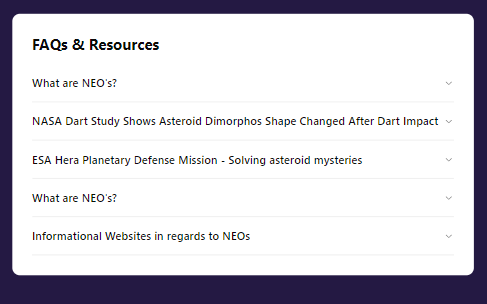 FAQs & Resources
What are NEO's?
NASA Dart Study Shows Asteroid Dimorphos Shape Changed After Dart Impact
ESA Hera Planetary Defense Mission - Solving asteroid mysteries
What are NEO's?
Informational Websites in regards to NEOs